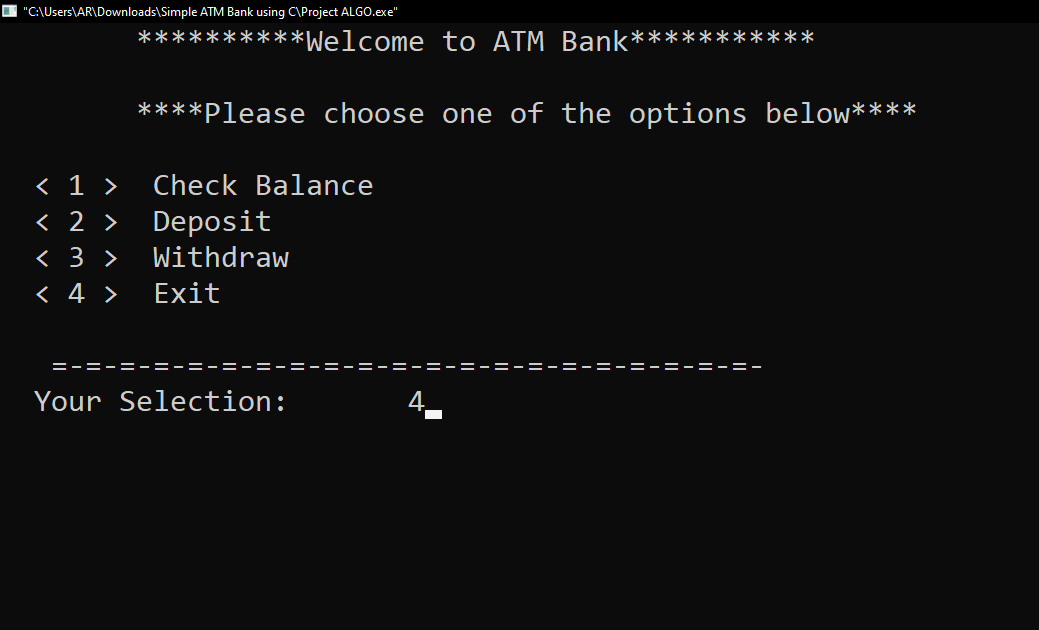 "C:\Users\AR\Downloads\Simple ATM Bank using C\Project ALGO.exe"
**********Welcome to ATM Bank***********
****Please choose one of the options below****
< 1 >  Check Balance
< 2 >  Deposit
< 3 >  Withdraw
< 4 >  Exit
=-=-=-=-=-=-=-=-=-=-=-=-=-=-=-=-=-=-=-=-=-
Your Selection:       4